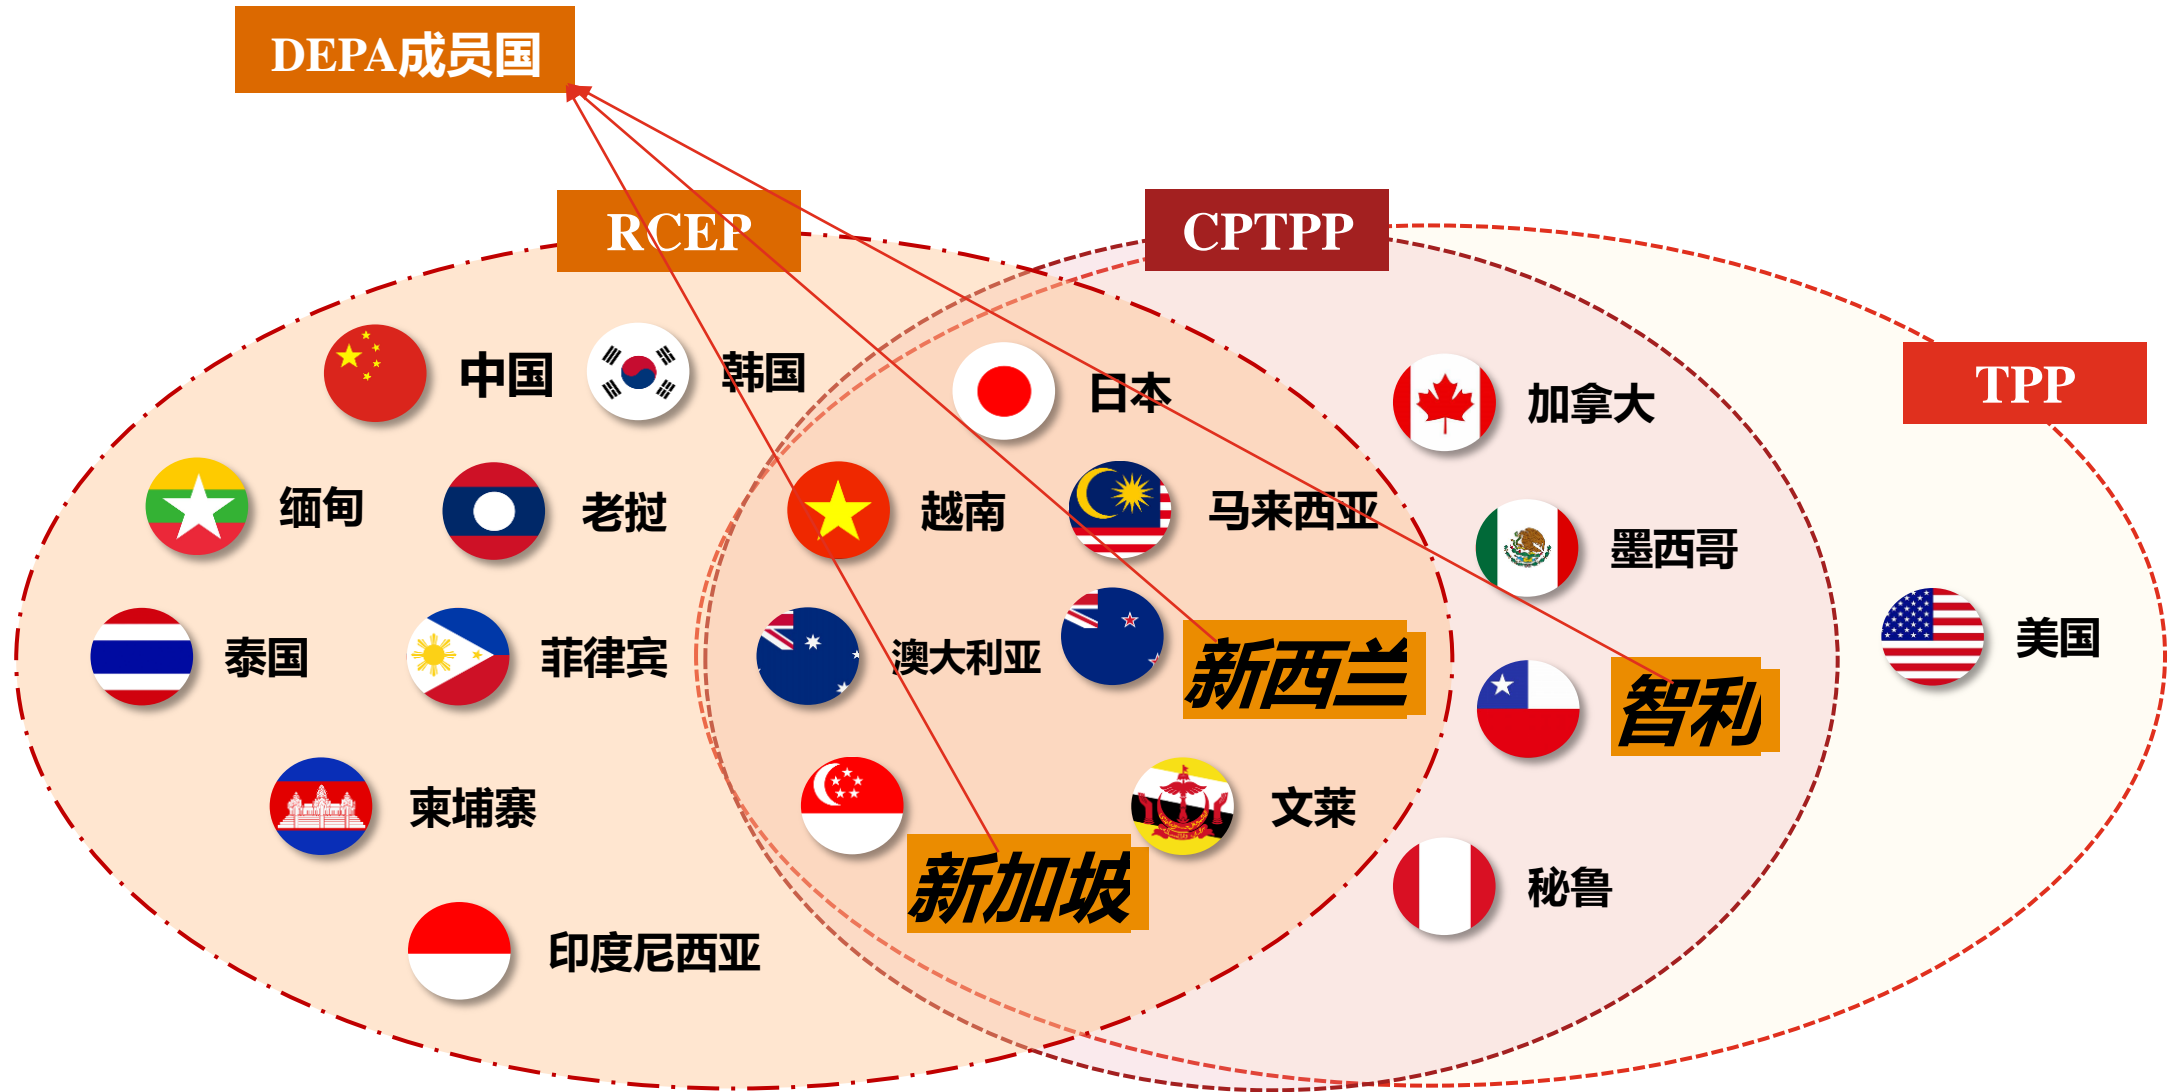 DEPA成员国
RCEP
CPTPP
TPP
中国
韩国
日本
加拿大
缅甸
老挝
越南
马来西亚
墨西哥
泰国
菲律宾
澳大利亚
新西兰
智利
美国
柬埔寨
新加坡
文莱
秘鲁
印度尼西亚